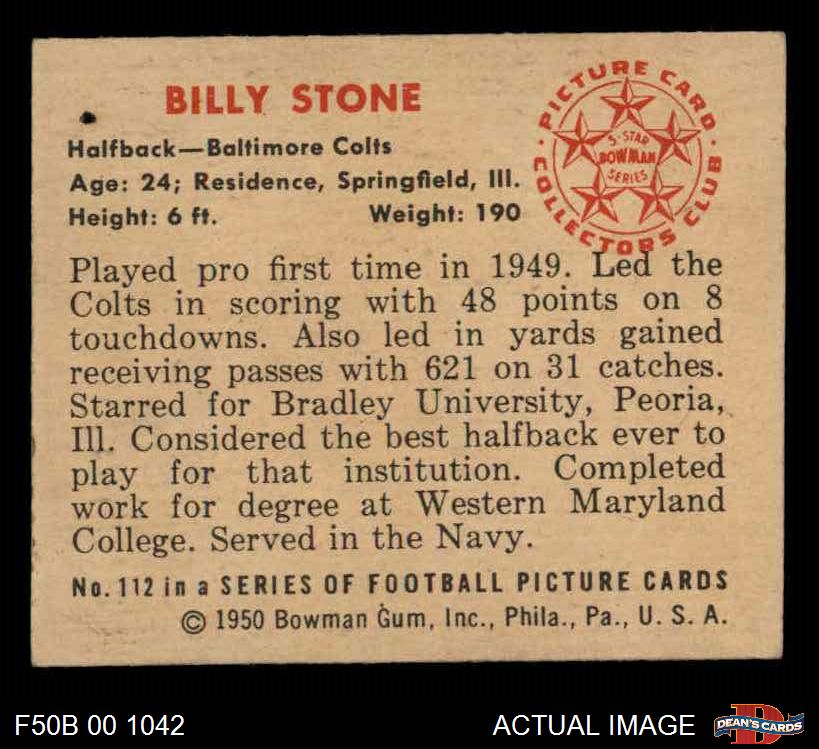 BILLY STONE
Halfback—Baltimore Colts
Age: 24; Residence, Springfield, Ill.
Height: 6 ft. Weight: 190
PICTURE CARD
COLLECTORS CLUB
5-STAR
BOWMAN
SERIES
Played pro first time in 1949. Led the
Colts in scoring with 48 points on 8
touchdowns. Also led in yards gained
receiving passes with 621 on 31 catches.
Starred for Bradley University, Peoria,
Ill. Considered the best halfback ever to
play for that institution. Completed
work for degree at Western Maryland
College. Served in the Navy.
No. 112 in a SERIES OF FOOTBALL PICTURE CARDS
© 1950 Bowman Gum, Inc., Phila., Pa., U. S. A.
F50B 00 1042
ACTUAL IMAGE
DEAN'S CARDS